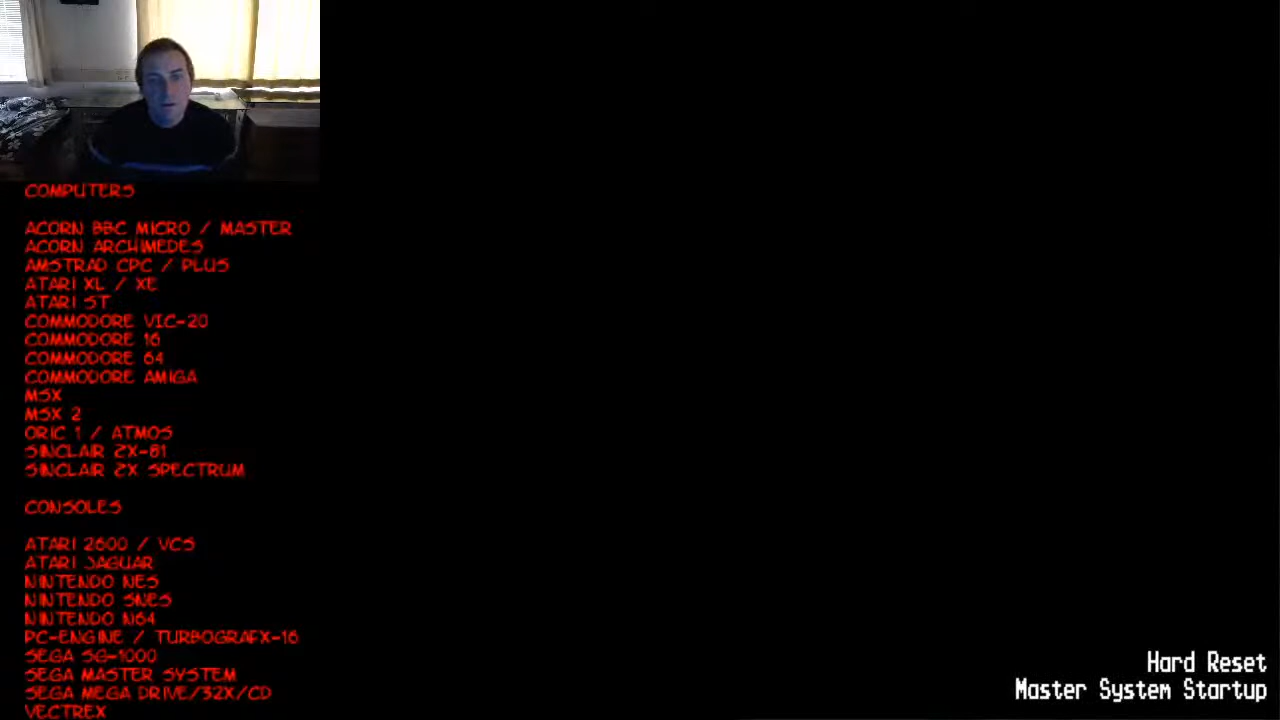 COMPUTERS
ACORN BBC MICRO / MASTER
ACORN ARCHIMEDES
AMSTRAD CPC / PLUS
ATARI XL / XE
ATARI ST
COMMODORE VIC-20
COMMODORE 16
COMMODORE 64
COMMODORE AMIGA
MSX
MSX 2
ORIC 1 / ATMOS
SINCLAIR ZX-81
SINCLAIR ZX SPECTRUM
CONSOLES
ATARI 2600 / VCS
ATARI JAGUAR
NINTENDO NES
NINTENDO SNES
NINTENDO N64
PC-ENGINE / TURBOGRAFX-16
SEGA SG-1000
SEGA MASTER SYSTEM
SEGA MEGA DRIVE/32X/CD
VECTREX
Hard Reset
Master System Startup